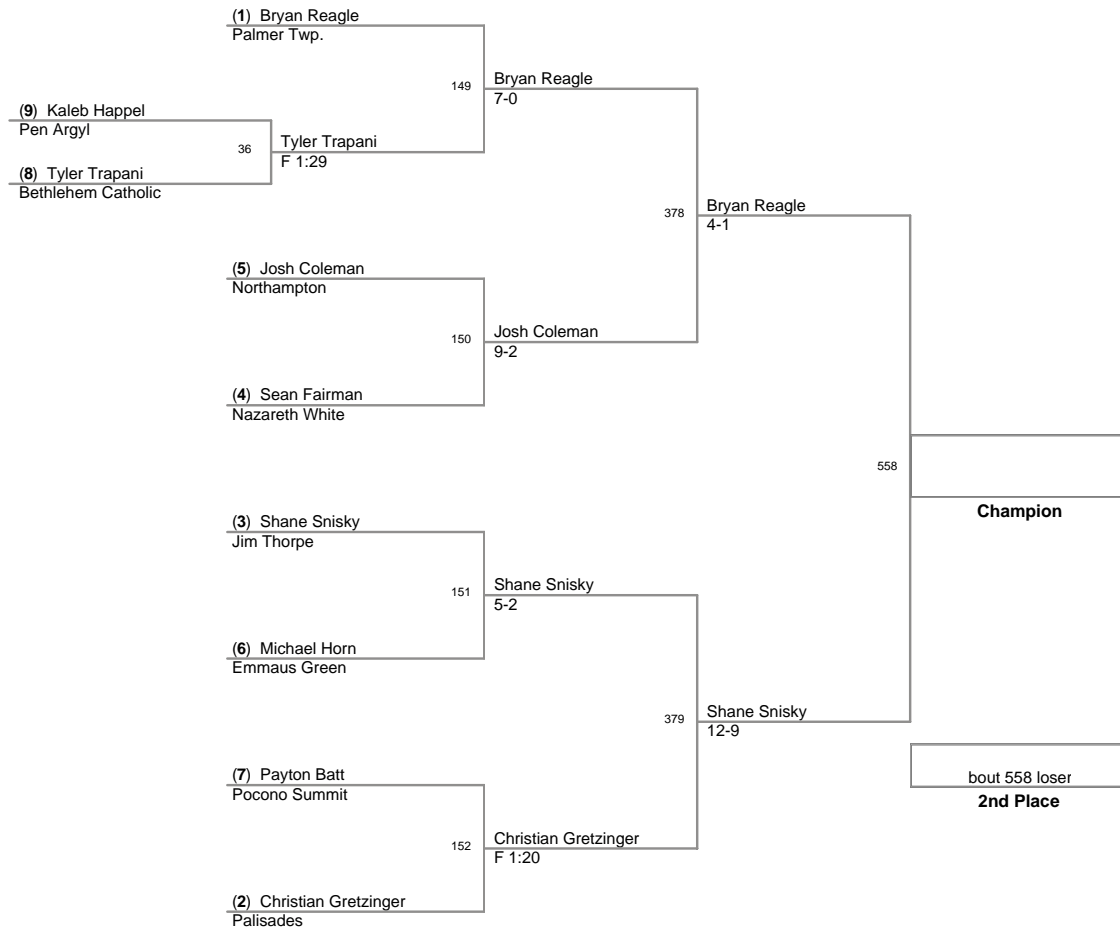 (1) Bryan Reagle
Palmer Twp.
149
Bryan Reagle
7-0
(9) Kaleb Happel
Pen Argyl
36
Tyler Trapani
F 1:29
(8) Tyler Trapani
Bethlehem Catholic
378
Bryan Reagle
4-1
(5) Josh Coleman
Northampton
150
Josh Coleman
9-2
(4) Sean Fairman
Nazareth White
558
Champion
(3) Shane Snisky
Jim Thorpe
151
Shane Snisky
5-2
(6) Michael Horn
Emmaus Green
379
Shane Snisky
12-9
(7) Payton Batt
Pocono Summit
bout 558 loser
2nd Place
152
Christian Gretzinger
F 1:20
(2) Christian Gretzinger
Palisades